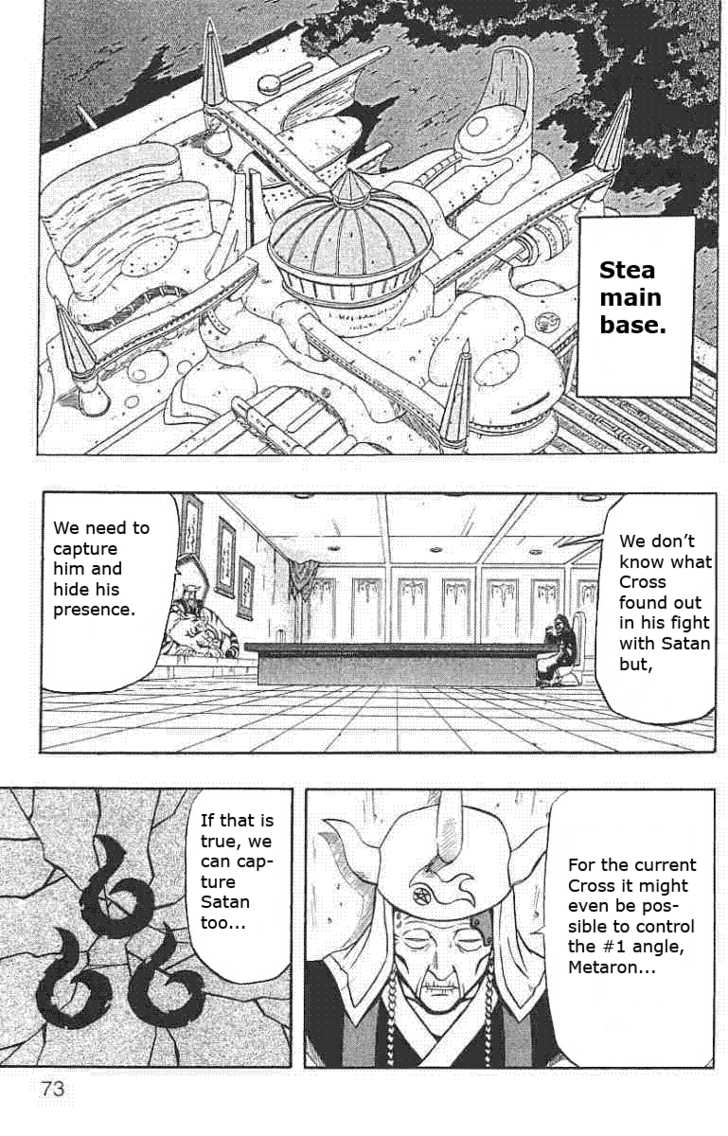 Stea
main
base.
We don't
know what
Cross
found out
in his fight
with Satan
but,
We need to
capture
him and
hide his
presence.
For the current
Cross it might
even be pos-
sible to control
the #1 angle,
Metaron...
If that is
true, we
can cap-
ture
Satan
too...
73